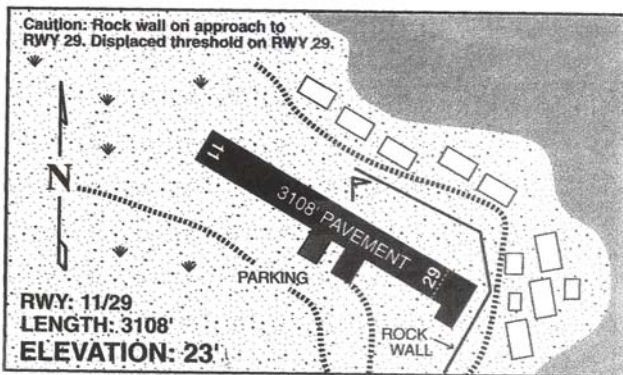 Caution: Rock wall on approach to
RWY 29. Displaced threshold on RWY 29.
N
11
3108' PAVEMENT
29
PARKING
ROCK
WALL
RWY: 11/29
LENGTH: 3108'
ELEVATION: 23'